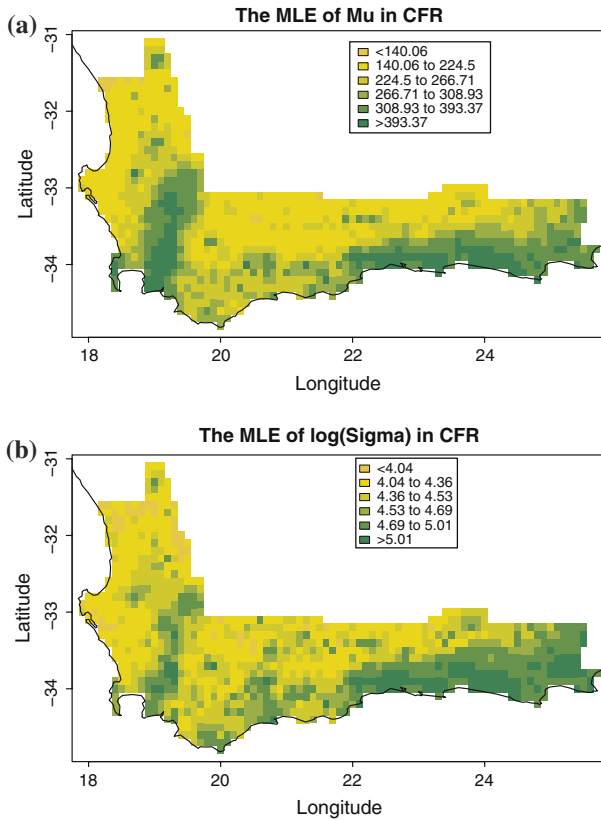 (a)
The MLE of Mu in CFR
<140.06
140.06 to 224.5
224.5 to 266.71
266.71 to 308.93
308.93 to 393.37
>393.37
Latitude
−31
−32
−33
−34
18
20
22
24
Longitude
(b)
The MLE of log(Sigma) in CFR
<4.04
4.04 to 4.36
4.36 to 4.53
4.53 to 4.69
4.69 to 5.01
>5.01
Latitude
−31
−32
−33
−34
18
20
22
24
Longitude